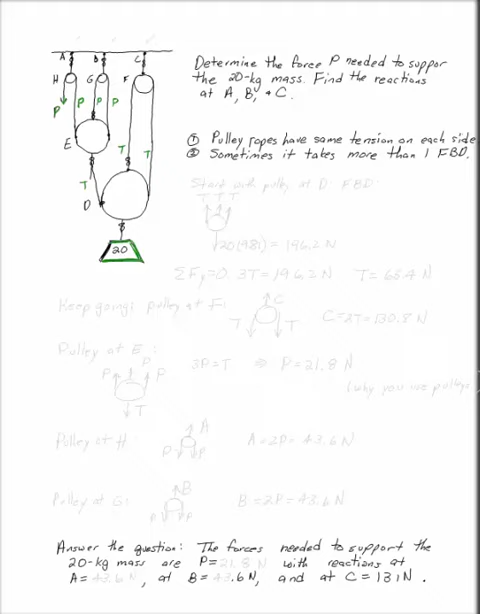 A B C
H G F
P P P P
E
T T T
D
20
Determine the force P needed to suppor
the 20-kg mass. Find the reactions
at A, B, & C.
① Pulley ropes have same tension on each side
② Sometimes it takes more than 1 FBD.
Start with pulley at D: FBD:
T T T
20(9.81) = 196.2 N
ΣFy=0: 3T=196.2 N T= 65.4 N
Keep going: pulley at F:
C
T T
C=2T=130.8 N
Pulley at E:
P P P
T
3P=T ⇒ P=21.8 N
(why you use pulleys
Pulley at H:
A
P P
A=2P= 43.6 N
Pulley at G:
B
P P
B =2P=43.6 N
Answer the question: The forces needed to support the
20-kg mass are P=21.8 N with reactions at
A= 43.6 N, at B= 43.6 N, and at C = 131 N.